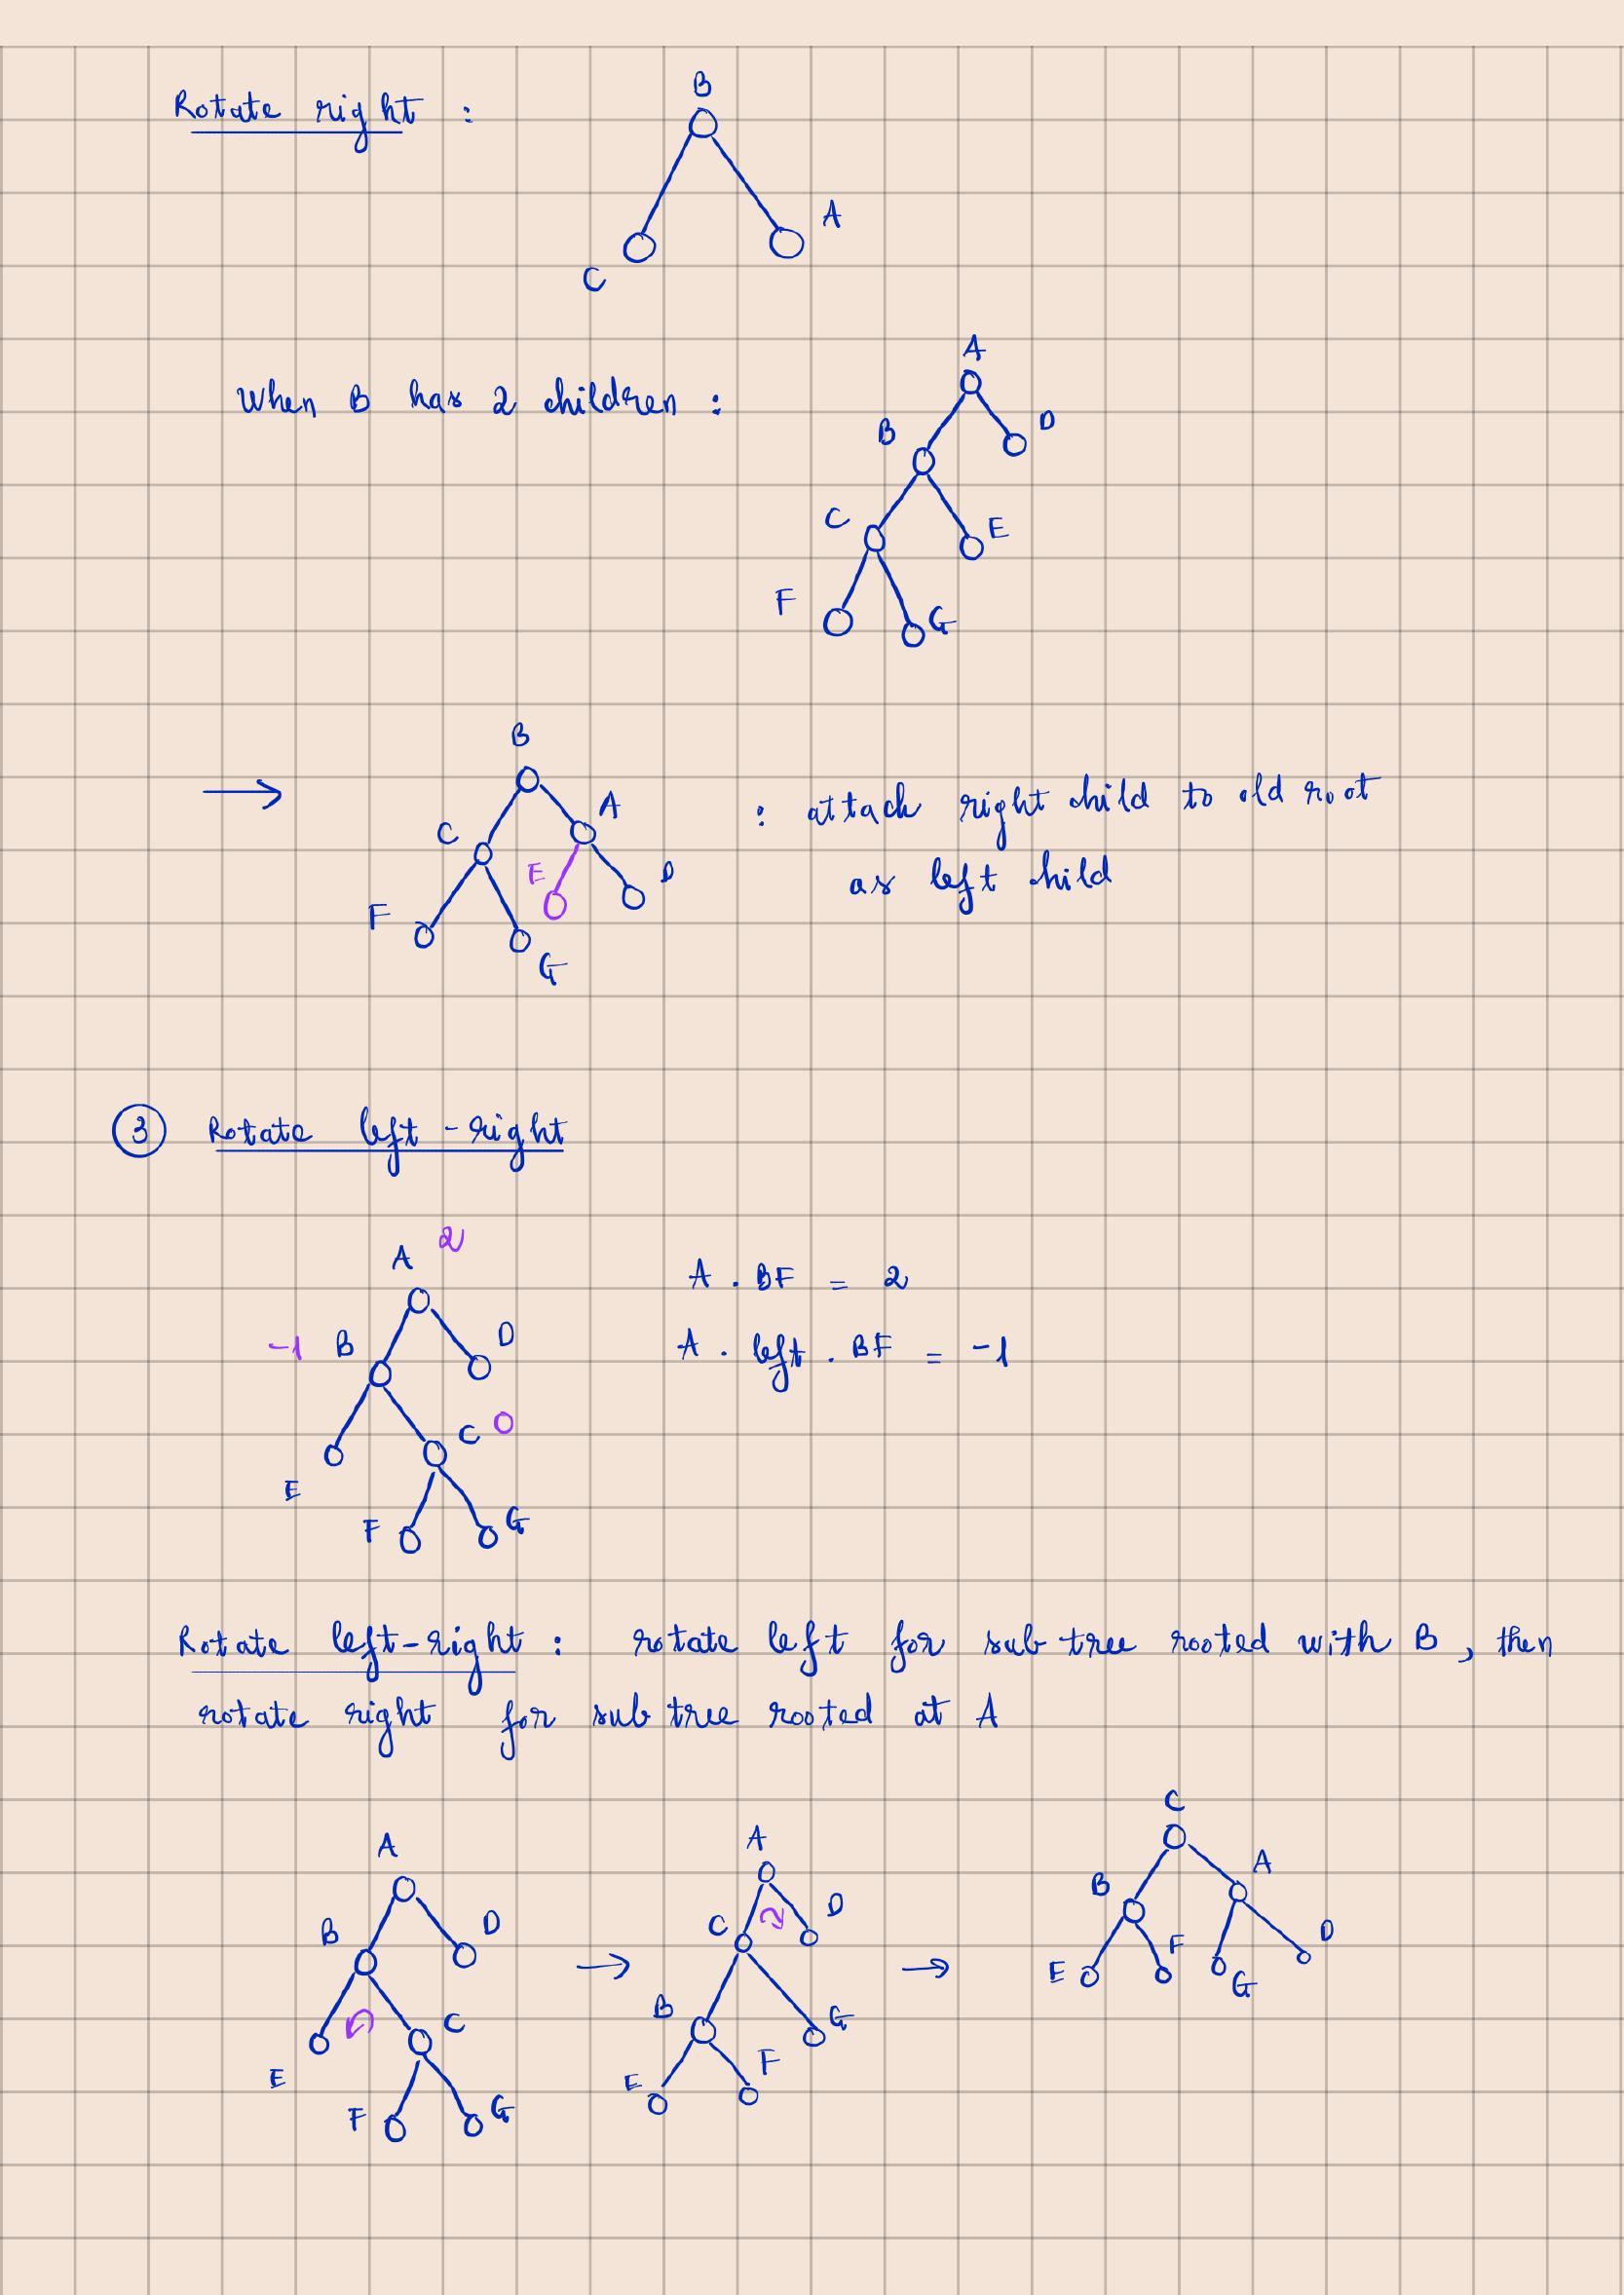 Rotate right :
B
A
C
When B has 2 children :
A
B
D
C
E
F
G
B
C
A
E
D
F
G
: attach right child to old root
as left child
3 Rotate left-right
A 2
-1 B
D
C 0
E
F
G
A . BF = 2
A . left . BF = -1
Rotate left-right : rotate left for sub tree rooted with B , then
rotate right for sub tree rooted at A
A
B
D
C
E
F
G
A
C
D
B
G
E
F
C
B
A
E
F
G
D